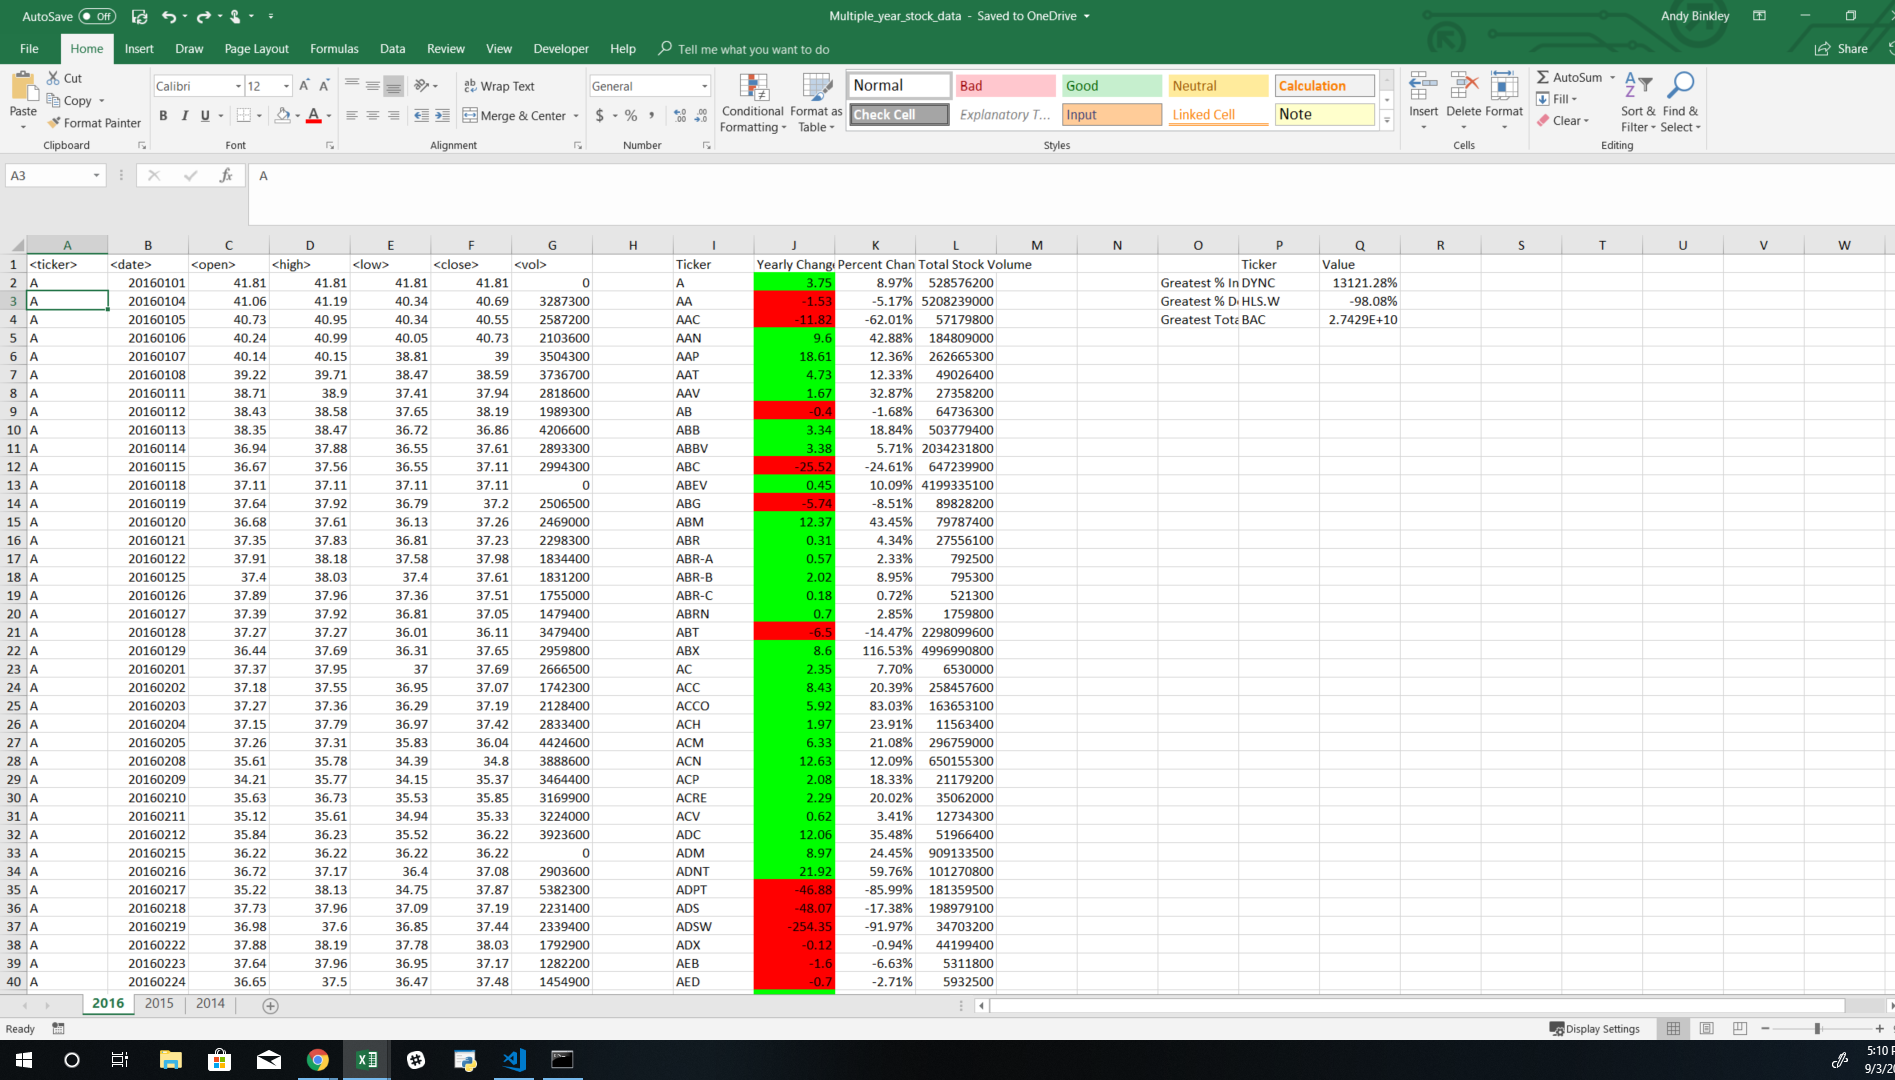 AutoSave Off Multiple_year_stock_data - Saved to OneDrive Andy Binkley
File Home Insert Draw Page Layout Formulas Data Review View Developer Help Tell me what you want to do Share
Cut Calibri 12 Wrap Text General Normal Bad Good Neutral Calculation AutoSum
Paste Copy Conditional Formatting Format as Table Fill Insert Delete Format Sort & Filter Find & Select
Format Painter B I U A Merge & Center $ % , Check Cell Explanatory T... Input Linked Cell Note Clear
Clipboard Font Alignment Number Styles Cells Editing
A3 fx A
A B C D E F G H I J K L M N O P Q R S T U V W
1 <ticker> <date> <open> <high> <low> <close> <vol> Ticker Yearly Change Percent Chan Total Stock Volume Ticker Value
2 A 20160101 41.81 41.81 41.81 41.81 0 A 3.75 8.97% 528576200 Greatest % In DYNC 13121.28%
3 A 20160104 41.06 41.19 40.34 40.69 3287300 AA -1.53 -5.17% 5208239000 Greatest % D HLS.W -98.08%
4 A 20160105 40.73 40.95 40.34 40.55 2587200 AAC -11.82 -62.01% 57179800 Greatest Tota BAC 2.7429E+10
5 A 20160106 40.24 40.99 40.05 40.73 2103600 AAN 9.6 42.88% 184809000
6 A 20160107 40.14 40.15 38.81 39 3504300 AAP 18.61 12.36% 262665300
7 A 20160108 39.22 39.71 38.47 38.59 3736700 AAT 4.73 12.33% 49026400
8 A 20160111 38.71 38.9 37.41 37.94 2818600 AAV 1.67 32.87% 27358200
9 A 20160112 38.43 38.58 37.65 38.19 1989300 AB -0.4 -1.68% 64736300
10 A 20160113 38.35 38.47 36.72 36.86 4206600 ABB 3.34 18.84% 503779400
11 A 20160114 36.94 37.88 36.55 37.61 2893300 ABBV 3.38 5.71% 2034231800
12 A 20160115 36.67 37.56 36.55 37.11 2994300 ABC -25.52 -24.61% 647239900
13 A 20160118 37.11 37.11 37.11 37.11 0 ABEV 0.45 10.09% 4199335100
14 A 20160119 37.64 37.92 36.79 37.2 2506500 ABG -5.74 -8.51% 89828200
15 A 20160120 36.68 37.61 36.13 37.26 2469000 ABM 12.37 43.45% 79787400
16 A 20160121 37.35 37.83 36.81 37.23 2298300 ABR 0.31 4.34% 27556100
17 A 20160122 37.91 38.18 37.58 37.98 1834400 ABR-A 0.57 2.33% 792500
18 A 20160125 37.4 38.03 37.4 37.61 1831200 ABR-B 2.02 8.95% 795300
19 A 20160126 37.89 37.96 37.36 37.51 1755000 ABR-C 0.18 0.72% 521300
20 A 20160127 37.39 37.92 36.81 37.05 1479400 ABRN 0.7 2.85% 1759800
21 A 20160128 37.27 37.27 36.01 36.11 3479400 ABT -6.5 -14.47% 2298099600
22 A 20160129 36.44 37.69 36.31 37.65 2959800 ABX 8.6 116.53% 4996990800
23 A 20160201 37.37 37.95 37 37.69 2666500 AC 2.35 7.70% 6530000
24 A 20160202 37.18 37.55 36.95 37.07 1742300 ACC 8.43 20.39% 258457600
25 A 20160203 37.27 37.36 36.29 37.19 2128400 ACCO 5.92 83.03% 163653100
26 A 20160204 37.15 37.79 36.97 37.42 2833400 ACH 1.97 23.91% 11563400
27 A 20160205 37.26 37.31 35.83 36.04 4424600 ACM 6.33 21.08% 296759000
28 A 20160208 35.61 35.78 34.39 34.8 3888600 ACN 12.63 12.09% 650155300
29 A 20160209 34.21 35.77 34.15 35.37 3464400 ACP 2.08 18.33% 21179200
30 A 20160210 35.63 36.73 35.53 35.85 3169900 ACRE 2.29 20.02% 35062000
31 A 20160211 35.12 35.61 34.94 35.33 3224000 ACV 0.62 3.41% 12734300
32 A 20160212 35.84 36.23 35.52 36.22 3923600 ADC 12.06 35.48% 51966400
33 A 20160215 36.22 36.22 36.22 36.22 0 ADM 8.97 24.45% 909133500
34 A 20160216 36.72 37.17 36.4 37.08 2903600 ADNT 21.92 59.76% 101270800
35 A 20160217 35.22 38.13 34.75 37.87 5382300 ADPT -46.88 -85.99% 181359500
36 A 20160218 37.73 37.96 37.09 37.19 2231400 ADS -48.07 -17.38% 198979100
37 A 20160219 36.98 37.6 36.85 37.44 2339400 ADSW -254.35 -91.97% 34703200
38 A 20160222 37.88 38.19 37.78 38.03 1792900 ADX -0.12 -0.94% 44199400
39 A 20160223 37.64 37.96 36.95 37.17 1282200 AEB -1.6 -6.63% 5311800
40 A 20160224 36.65 37.5 36.47 37.48 1454900 AED -0.7 -2.71% 5932500
2016 2015 2014
Ready Display Settings
5:10
9/3/20